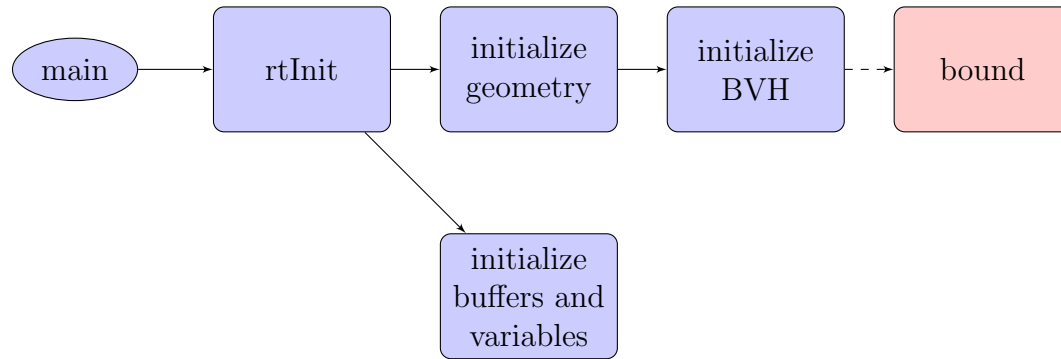 main
rtInit
initialize
geometry
initialize
BVH
bound
initialize
buffers and
variables